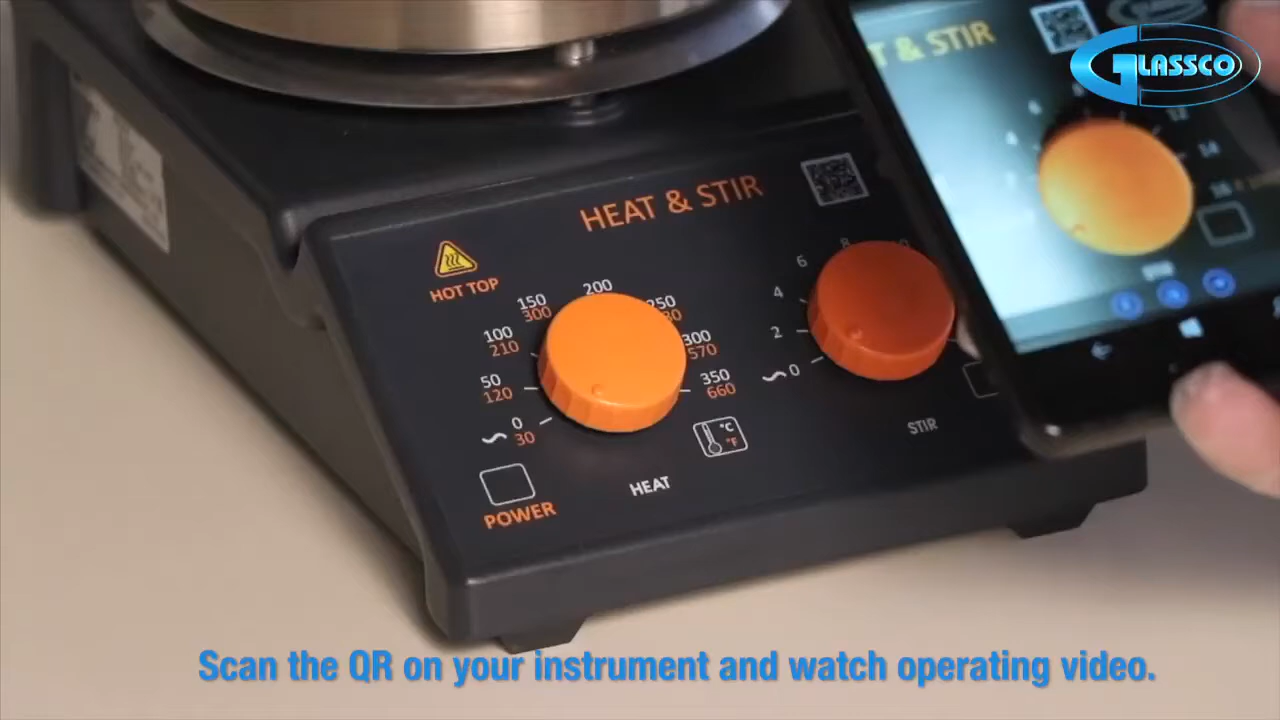 GLASSCO
& STIR
HEAT & STIR
HOT TOP
200
150
300
250
100
210
300
570
50
120
350
660
0
30
°C
°F
POWER
HEAT
8
6
4
2
0
STIR
Scan the QR on your instrument and watch operating video.